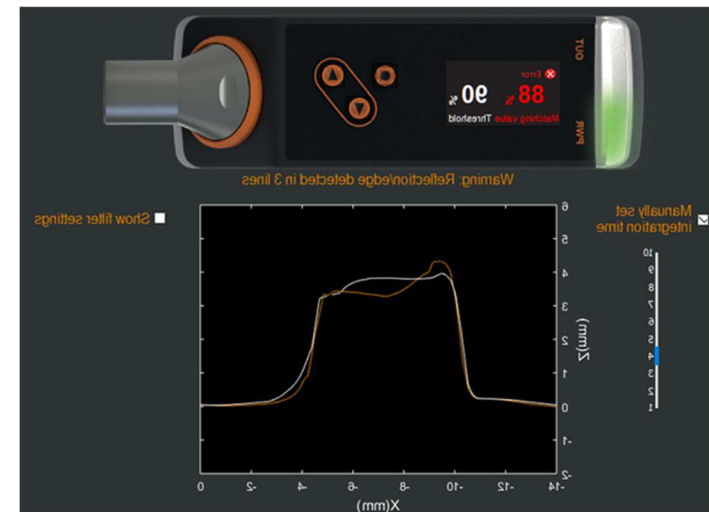 OUT
Error
88 % 90 %
Matching value Threshold
PWR
Warning: Reflection/edge detected in 3 lines
Manually set
integration time
Show filter settings
10
9
8
7
6
5
4
3
2
1
Z(mm)
6
5
4
3
2
1
0
-1
-2
-14 -12 -10 -8 -6 -4 -2 0
X(mm)